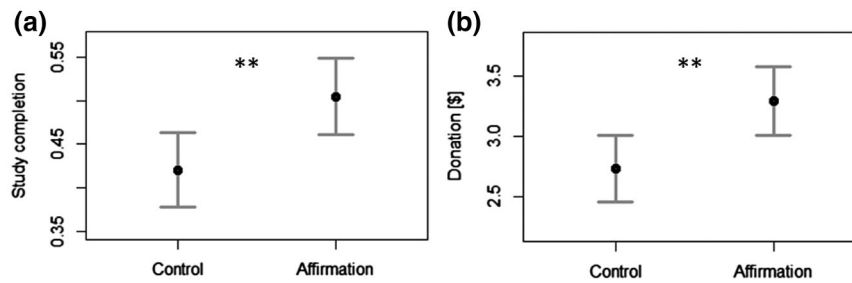 (a)
Study completion
0.55
0.45
0.35
**
Control
Affirmation
(b)
Donation [$]
3.5
3.0
2.5
**
Control
Affirmation